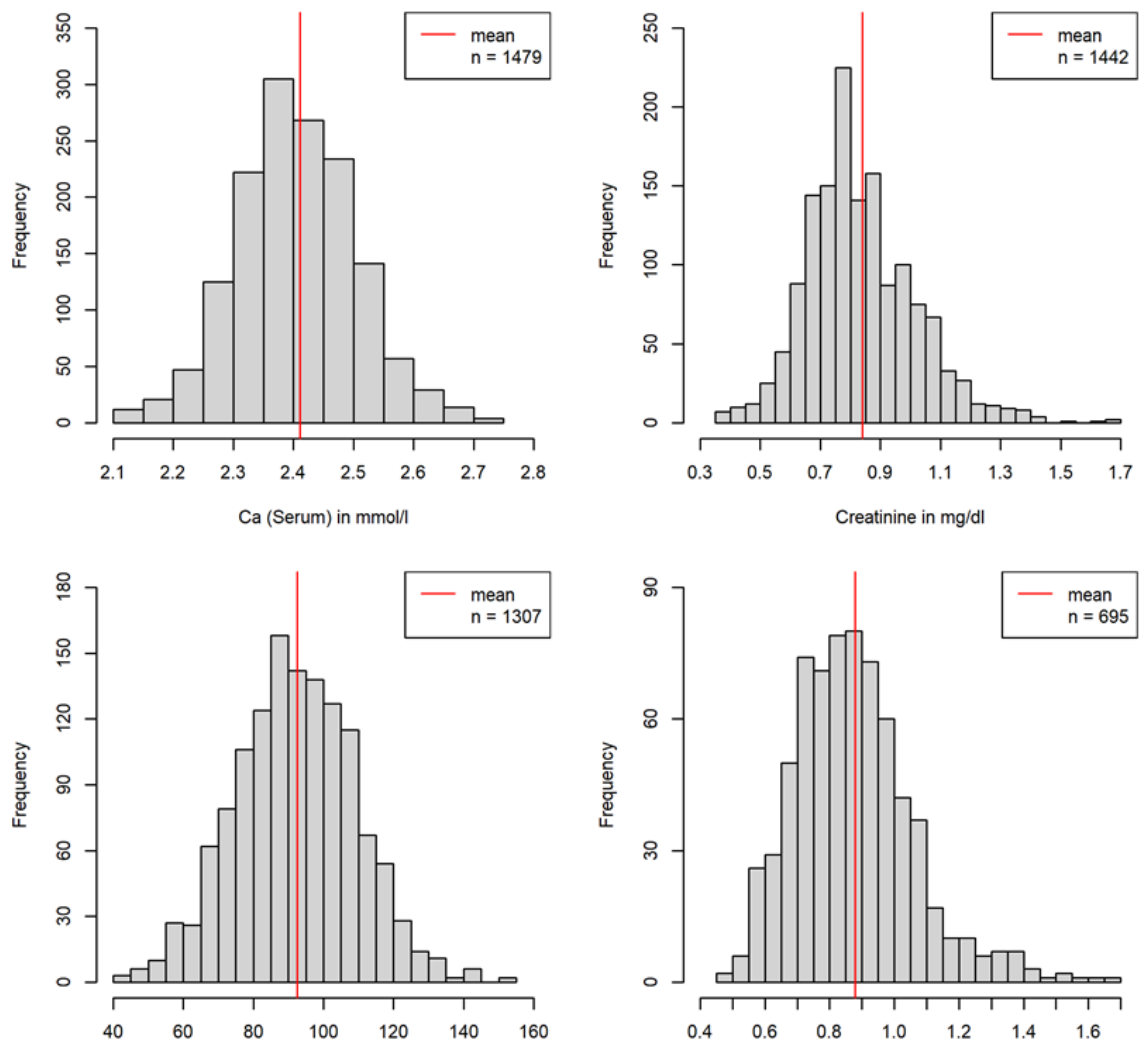 mean
n = 1479
Frequency
350
300
250
200
150
100
50
0
2.1 2.2 2.3 2.4 2.5 2.6 2.7 2.8
Ca (Serum) in mmol/l
mean
n = 1442
Frequency
250
200
150
100
50
0
0.3 0.5 0.7 0.9 1.1 1.3 1.5 1.7
Creatinine in mg/dl
mean
n = 1307
Frequency
180
150
120
90
60
30
0
40 60 80 100 120 140 160
mean
n = 695
Frequency
90
60
30
0
0.4 0.6 0.8 1.0 1.2 1.4 1.6